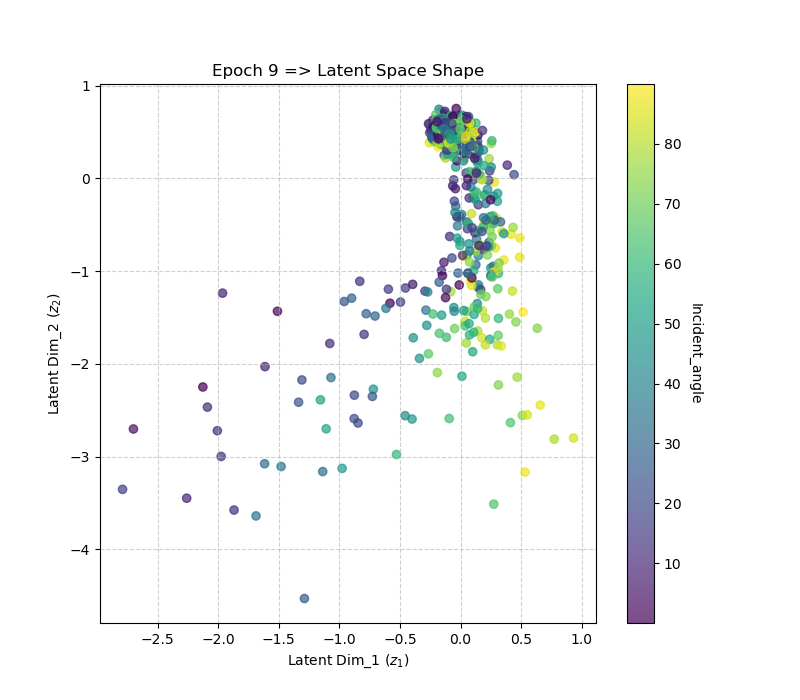 Epoch 9 => Latent Space Shape
1
0
−1
−2
−3
−4
Latent Dim_2 (z₂)
−2.5 −2.0 −1.5 −1.0 −0.5 0.0 0.5 1.0
Latent Dim_1 (z₁)
80
70
60
50
40
30
20
10
Incident_angle